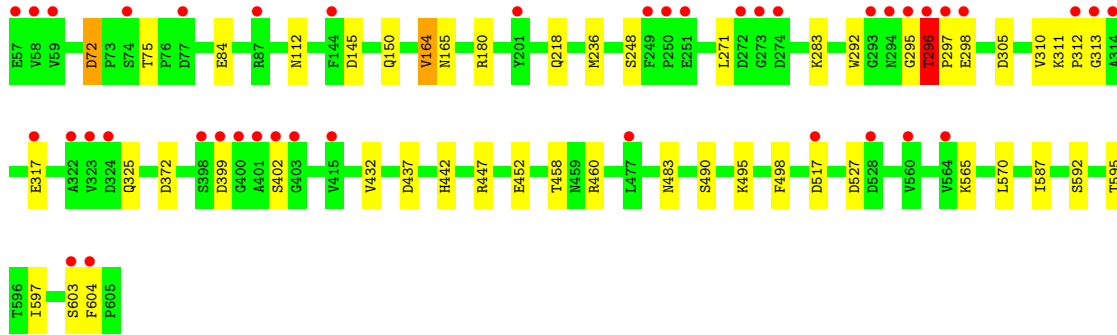 E57 V58 V59 D72 P73 S74 T75 P76 D77 E84 R87 N112 F144 D145 Q150 V164 N165 R180 Y201 Q218 M236 S248 F249 P250 E251 L271 D272 G273 D274 K283 W292 G293 N294 G295 T296 P297 E298 D305 V310 K311 P312 G313 A314
E317 A322 V323 D324 Q325 D372 S398 D399 G400 A401 S402 G403 V415 V432 D437 H442 R447 E452 T458 N459 R460 L477 N483 S490 K495 F498 D517 D527 D528 V560 V564 K565 L570 I587 S592 T595
T596 I597 S603 F604 P605